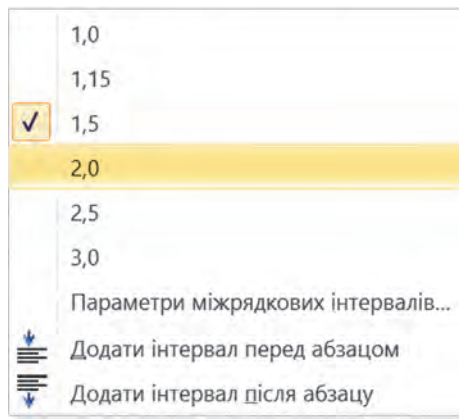 1,0
1,15
1,5
2,0
2,5
3,0
Параметри міжрядкових інтервалів...
Додати інтервал перед абзацом
Додати інтервал після абзацу